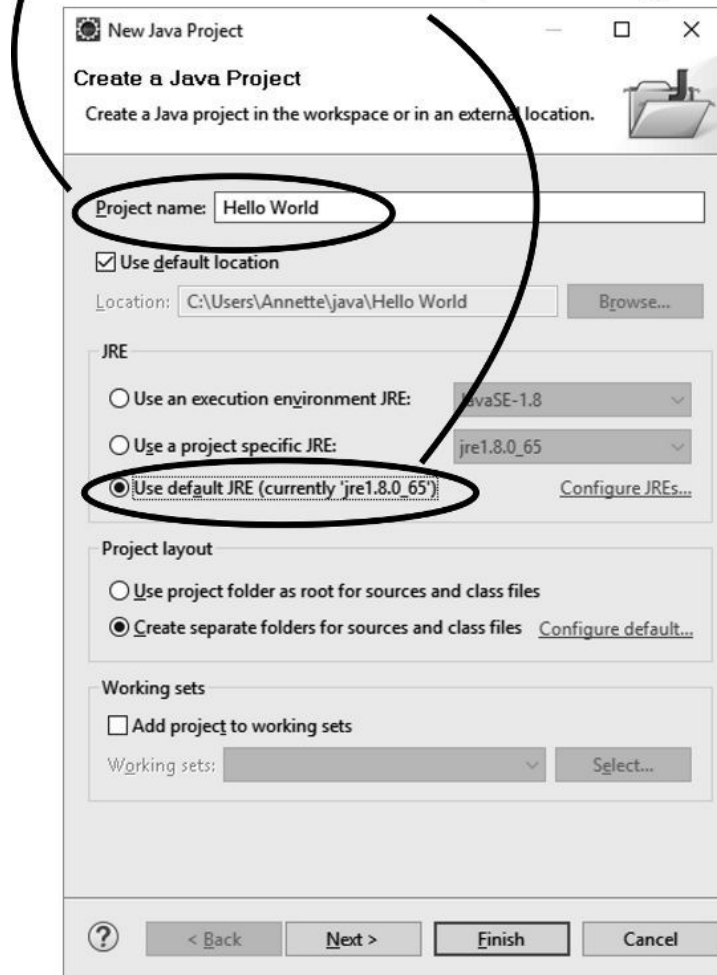 New Java Project
Create a Java Project
Create a Java project in the workspace or in an external location.
Project name: Hello World
Use default location
Location: C:\Users\Annette\java\Hello World Browse...
JRE
Use an execution environment JRE: JavaSE-1.8
Use a project specific JRE: jre1.8.0_65
Use default JRE (currently 'jre1.8.0_65') Configure JREs...
Project layout
Use project folder as root for sources and class files
Create separate folders for sources and class files Configure default...
Working sets
Add project to working sets
Working sets: Select...
? < Back Next > Finish Cancel